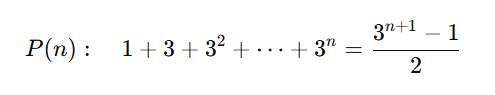 P(n) : 1 + 3 + 3² + ⋯ + 3ⁿ = (3ⁿ⁺¹ − 1)/2